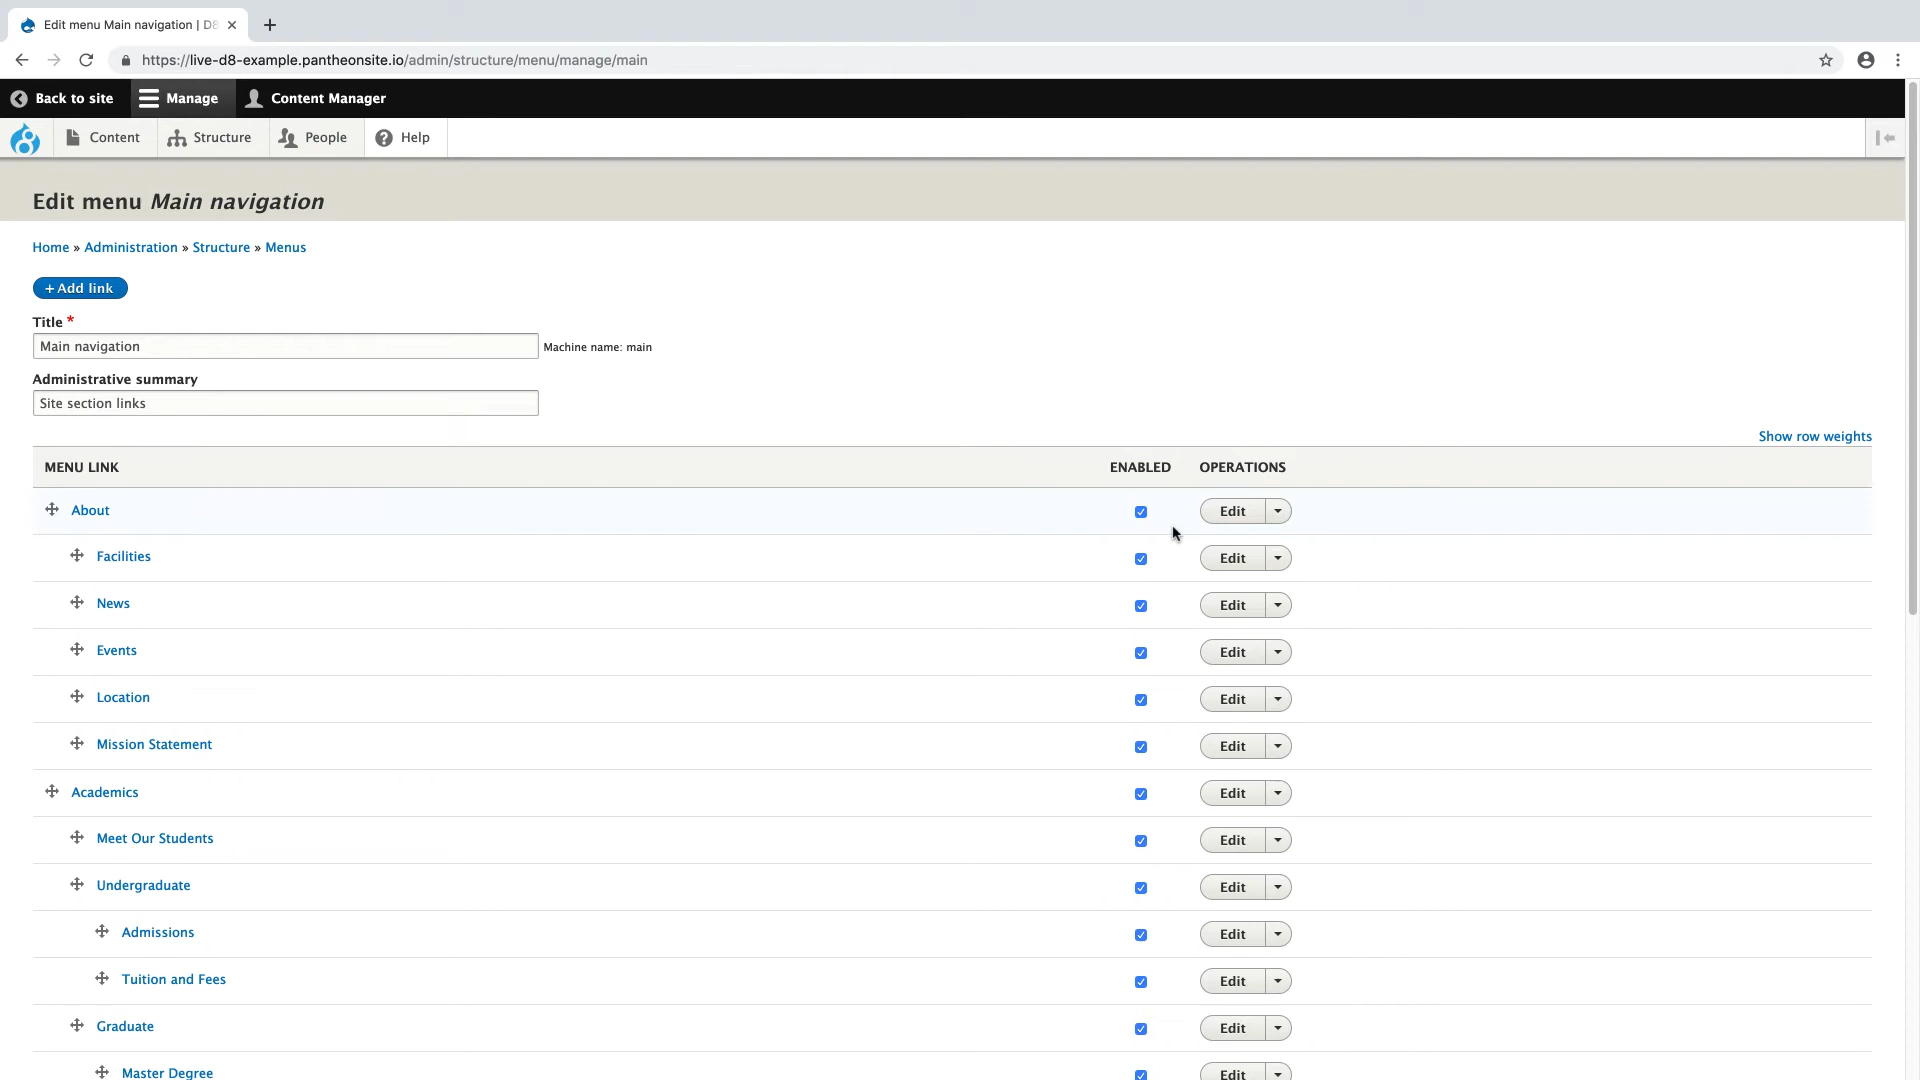 Edit menu Main navigation | D8
https://live-d8-example.pantheonsite.io/admin/structure/menu/manage/main
Back to site Manage Content Manager
Content Structure People Help
Edit menu Main navigation
Home » Administration » Structure » Menus
+ Add link
Title *
Main navigation Machine name: main
Administrative summary
Site section links
Show row weights
MENU LINK ENABLED OPERATIONS
About Edit
Facilities Edit
News Edit
Events Edit
Location Edit
Mission Statement Edit
Academics Edit
Meet Our Students Edit
Undergraduate Edit
Admissions Edit
Tuition and Fees Edit
Graduate Edit
Master Degree Edit